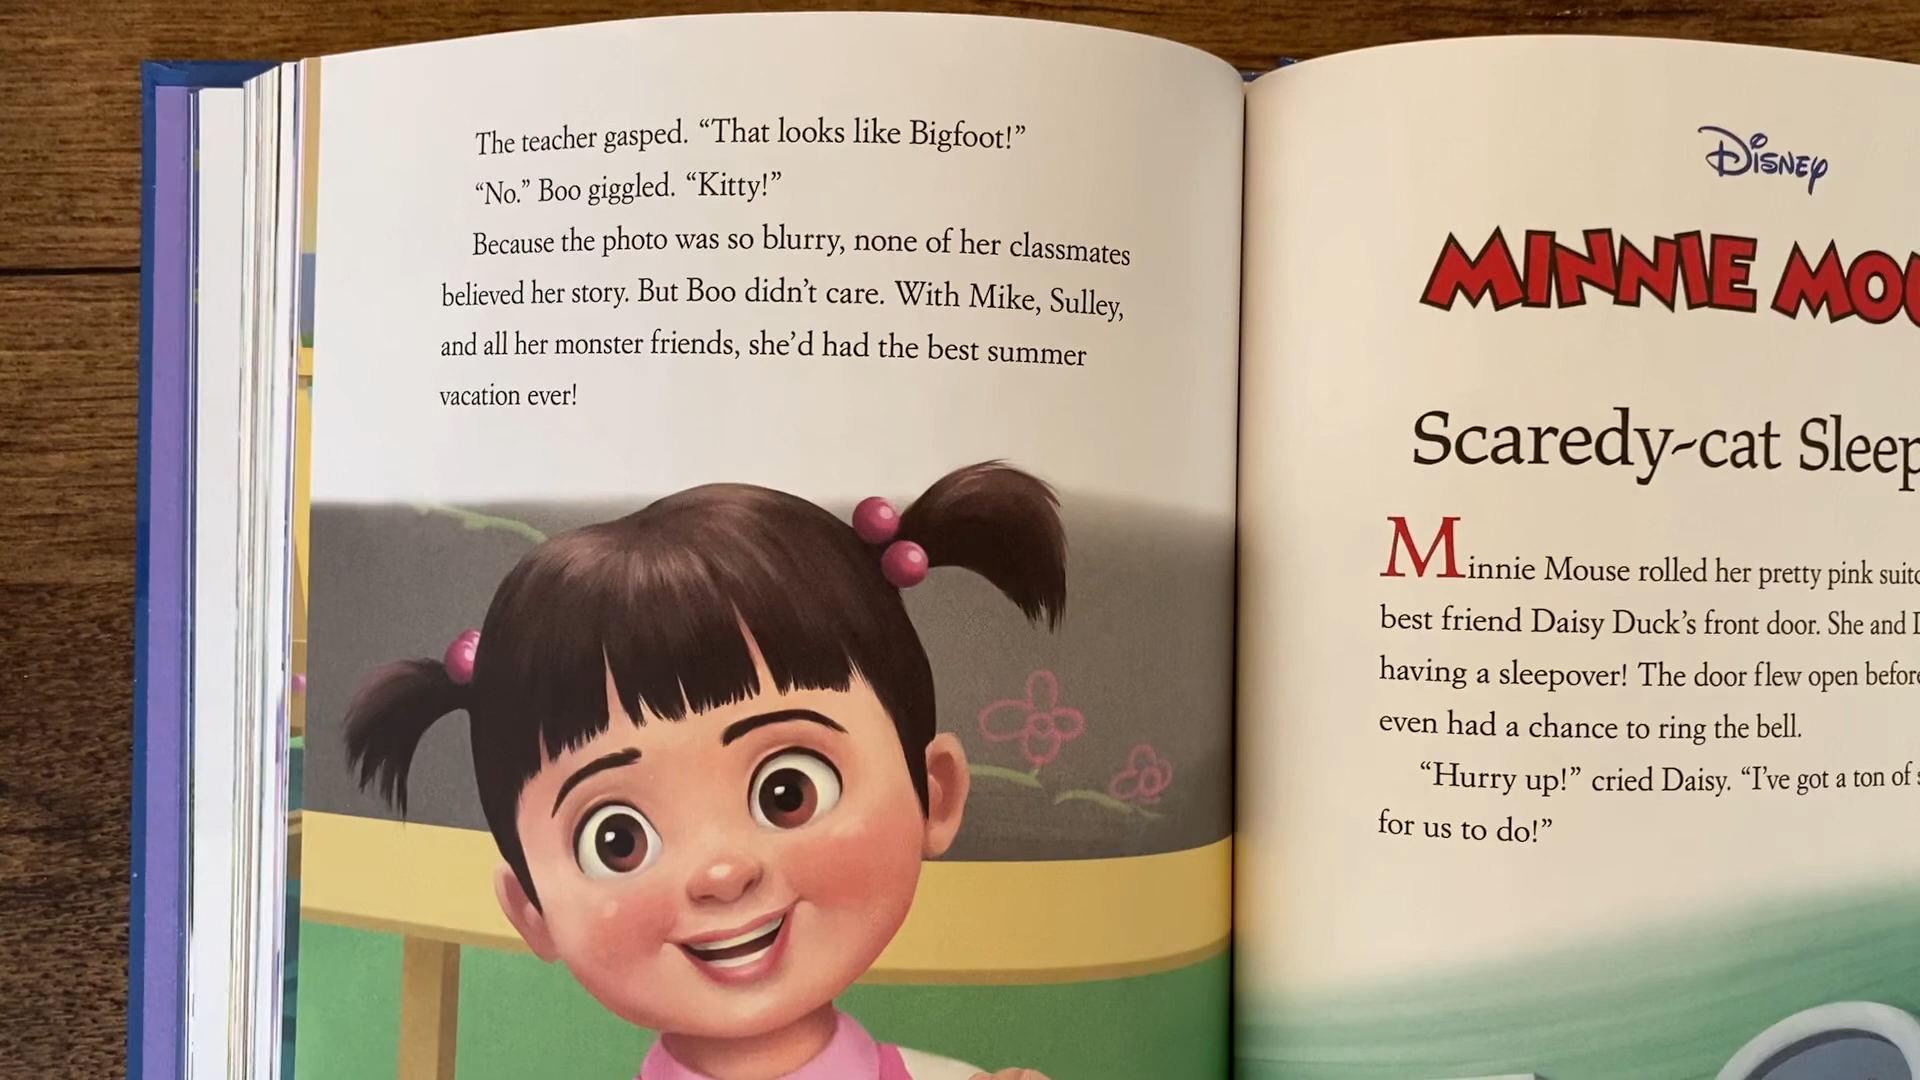 The teacher gasped. “That looks like Bigfoot!”
“No.” Boo giggled. “Kitty!”
Because the photo was so blurry, none of her classmates
believed her story. But Boo didn’t care. With Mike, Sulley,
and all her monster friends, she’d had the best summer
vacation ever!
Disney
MINNIE
Scaredy-cat
Minnie Mouse rolled her pretty pink
best friend Daisy Duck’s front door. She and
having a sleepover! The door flew open before
even had a chance to ring the bell.
“Hurry up!” cried Daisy. “I’ve got a ton of
for us to do!”